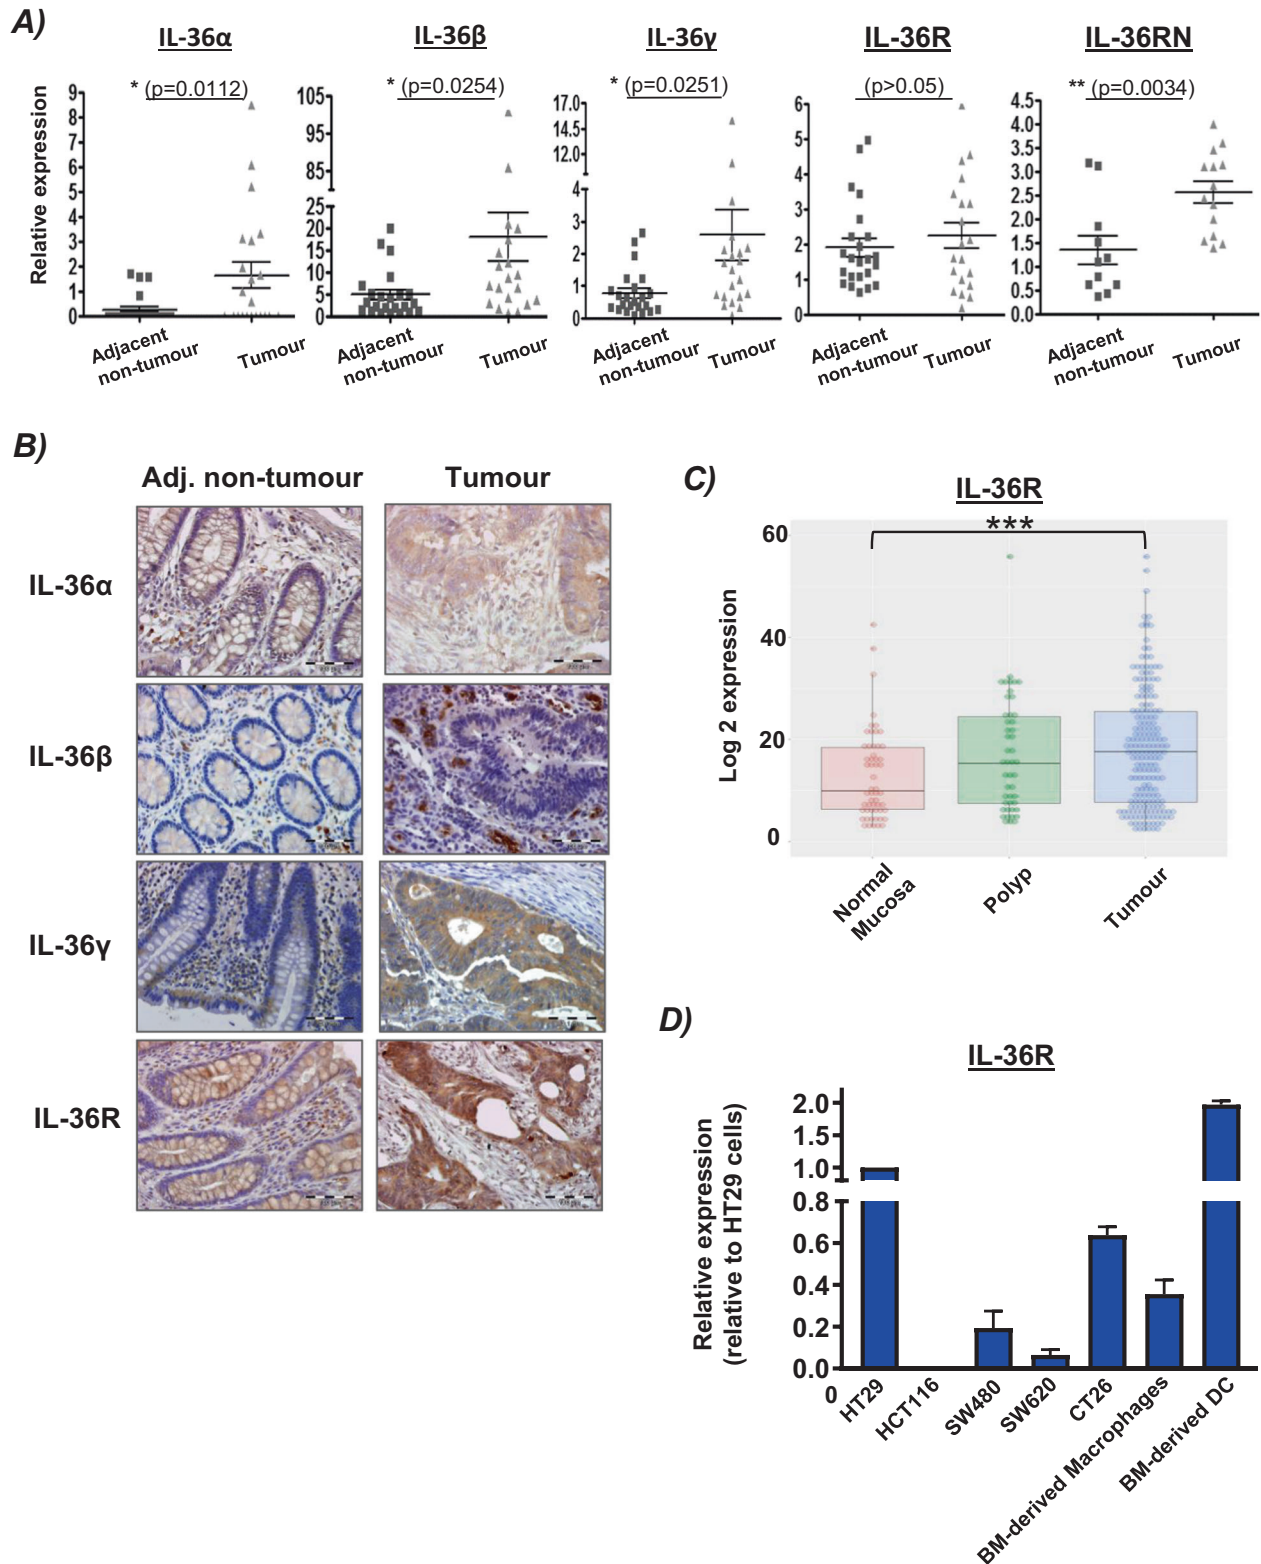 A)
IL-36α
IL-36β
IL-36γ
IL-36R
IL-36RN
* (p=0.0112)
* (p=0.0254)
* (p=0.0251)
(p>0.05)
** (p=0.0034)
Relative expression
9
8
7
6
5
4
3
2
1
0
105
95
85
75
25
20
15
10
5
0
17.0
14.5
12.0
4
3
2
1
0
6
5
4
3
2
1
0
4.5
4.0
3.5
3.0
2.5
2.0
1.5
1.0
0.5
0.0
Adjacent
non-tumour
Tumour
Adjacent
non-tumour
Tumour
Adjacent
non-tumour
Tumour
Adjacent
non-tumour
Tumour
Adjacent
non-tumour
Tumour
B)
Adj. non-tumour
Tumour
IL-36α
IL-36β
IL-36γ
IL-36R
C)
IL-36R
***
Log 2 expression
60
40
20
0
Normal
Mucosa
Polyp
Tumour
D)
IL-36R
Relative expression
(relative to HT29 cells)
2.0
1.5
1.0
0.8
0.6
0.4
0.2
0.0
0
HT29
HCT116
SW480
SW620
CT26
BM-derived Macrophages
BM-derived DC